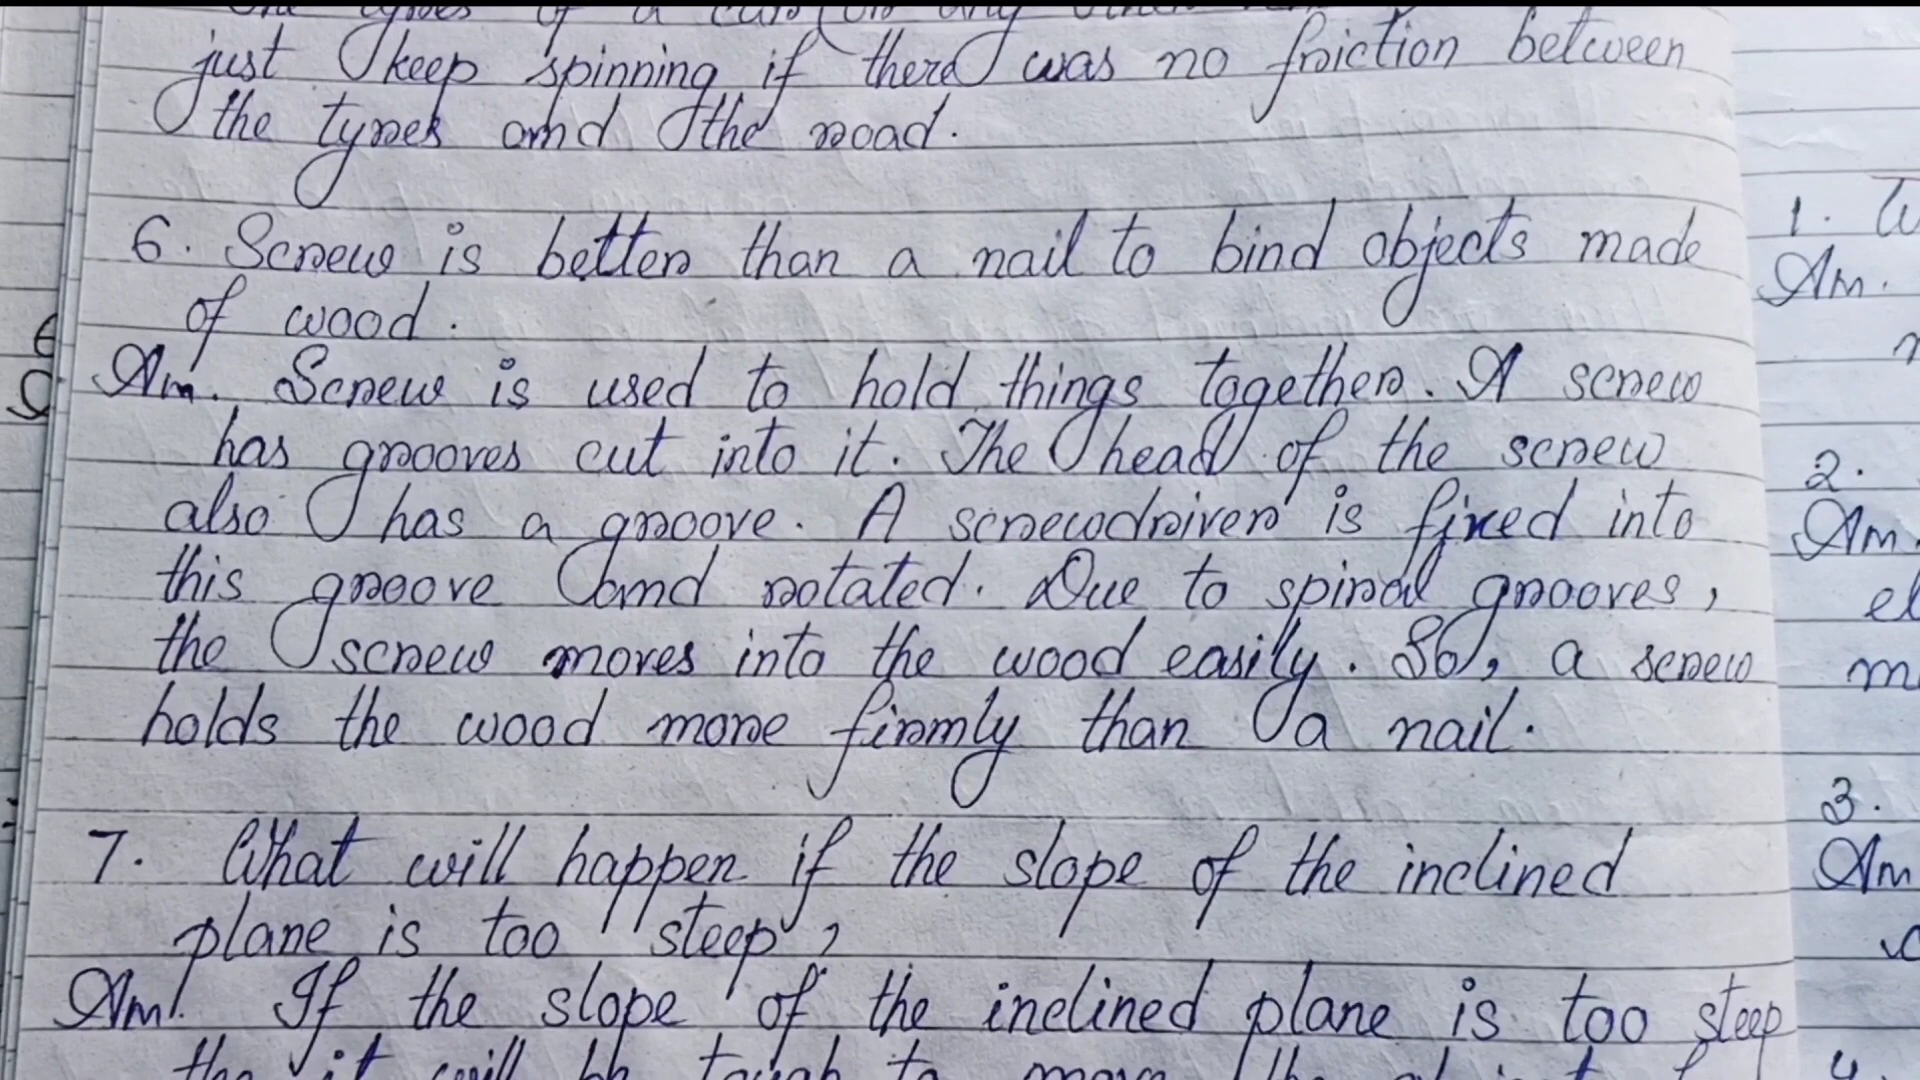 just keep spinning if there was no friction between
the tyres and the road.
6. Screw is better than a nail to bind objects made
of wood.
Am. Screw is used to hold things together. A screw
has grooves cut into it. The head of the screw
also has a groove. A screwdriver is fixed into
this groove and rotated. Due to spiral grooves,
the screw moves into the wood easily. So, a screw
holds the wood more firmly than a nail.
7. What will happen if the slope of the inclined
plane is too steep?
Am. If the slope of the inclined plane is too steep
1.
Am.
2.
Am.
3.
Am